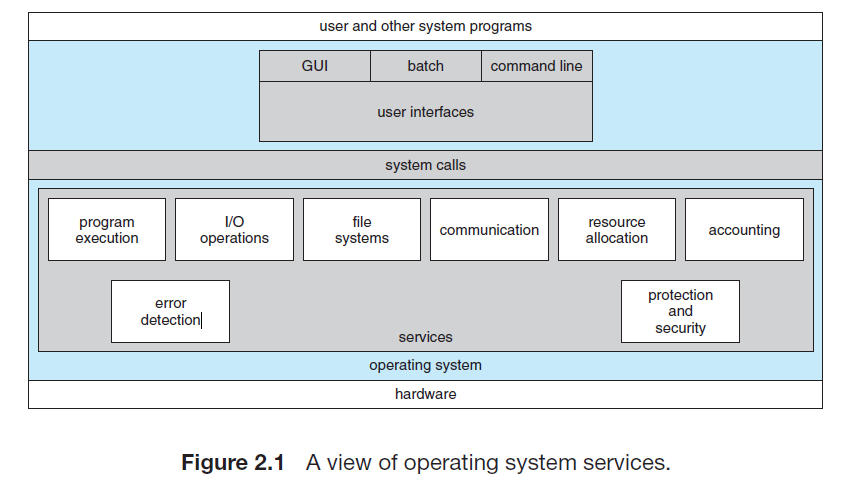 user and other system programs
GUI batch command line
user interfaces
system calls
program
execution
I/O
operations
file
systems
communication
resource
allocation
accounting
error
detection
protection
and
security
services
operating system
hardware
Figure 2.1 A view of operating system services.